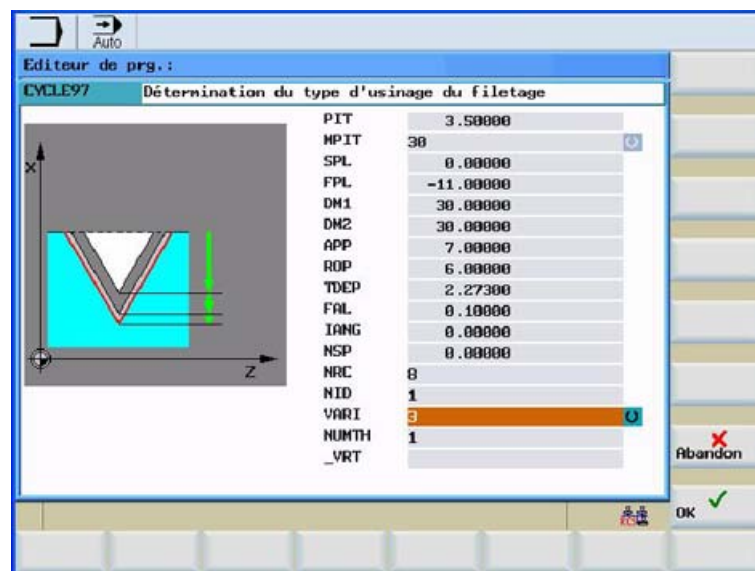 Auto
Editeur de prg.:
CYCLE97 Détermination du type d'usinage du filetage
PIT 3.50000
MPIT 30
SPL 0.00000
FPL -11.00000
DM1 30.00000
DM2 30.00000
APP 7.00000
ROP 6.00000
TDEP 2.27300
FAL 0.10000
IANG 0.00000
NSP 0.00000
NRC 8
NID 1
VARI 3
NUMTH 1
_VRT
X
Z
Abandon
OK